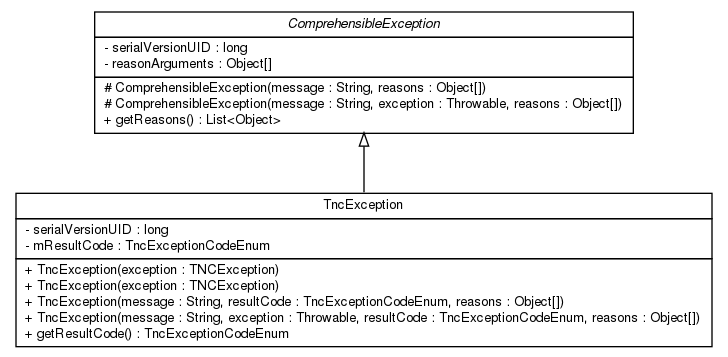 ComprehensibleException
- serialVersionUID : long
- reasonArguments : Object[]
# ComprehensibleException(message : String, reasons : Object[])
# ComprehensibleException(message : String, exception : Throwable, reasons : Object[])
+ getReasons() : List<Object>
TncException
- serialVersionUID : long
- mResultCode : TncExceptionCodeEnum
+ TncException(exception : TNCException)
+ TncException(exception : TNCException)
+ TncException(message : String, resultCode : TncExceptionCodeEnum, reasons : Object[])
+ TncException(message : String, exception : Throwable, resultCode : TncExceptionCodeEnum, reasons : Object[])
+ getResultCode() : TncExceptionCodeEnum